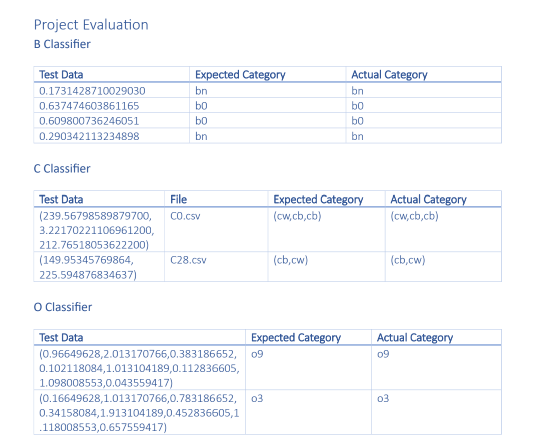 Project Evaluation
B Classifier
Test Data Expected Category Actual Category
0.1731428710029030 bn bn
0.637474603861165 b0 b0
0.609800736246051 b0 b0
0.290342113234898 bn bn
C Classifier
Test Data File Expected Category Actual Category
(239.56798589879700, C0.csv (cw,cb,cb) (cw,cb,cb)
3.22170221106961200,
212.76518053622200)
(149.95345769864, C28.csv (cb,cw) (cb,cw)
225.594876834637)
O Classifier
Test Data Expected Category Actual Category
(0.96649628,2.013170766,0.383186652, o9 o9
0.102118084,1.013104189,0.112836605,
1.098008553,0.043559417)
(0.16649628,1.013170766,0.783186652, o3 o3
0.34158084,1.913104189,0.452836605,1
.118008553,0.657559417)